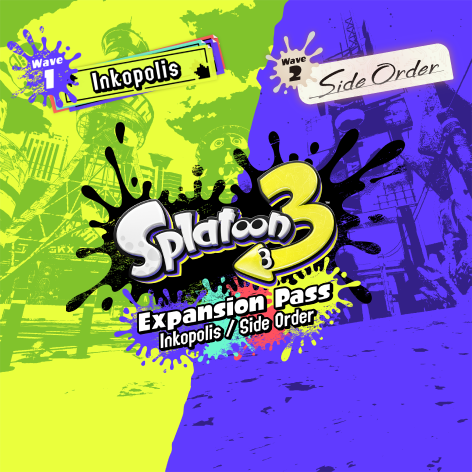 Wave
1
Inkopolis
Wave
2
Side Order
Splatoon 3
Expansion Pass
Inkopolis / Side Order